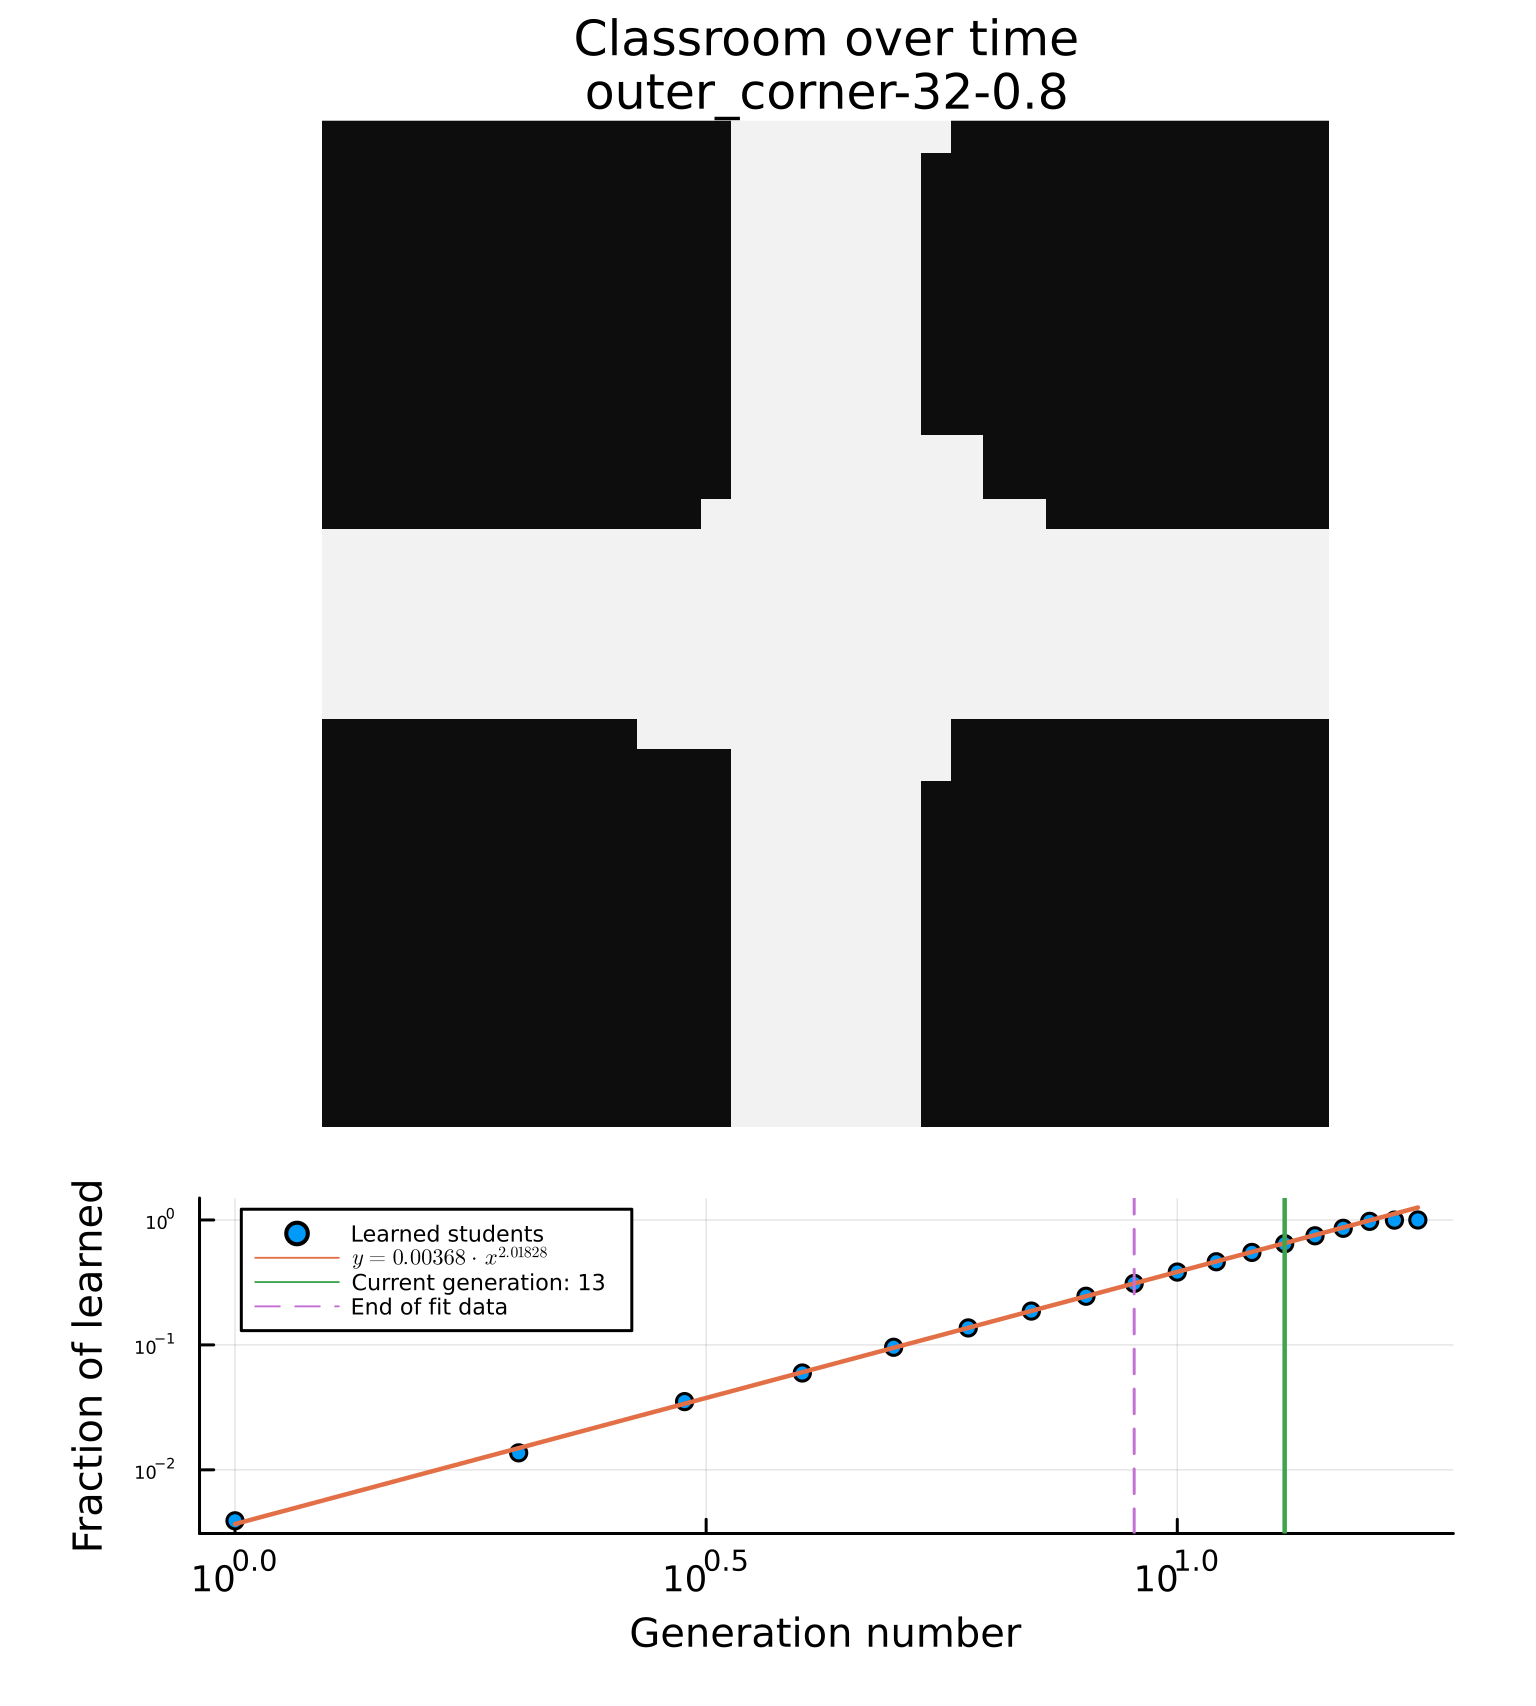 Classroom over time
outer_corner-32-0.8
Fraction of learned
10^0
10^−1
10^−2
Learned students
y = 0.00368 · x^2.01828
Current generation: 13
End of fit data
10^0.0 10^0.5 10^1.0
Generation number